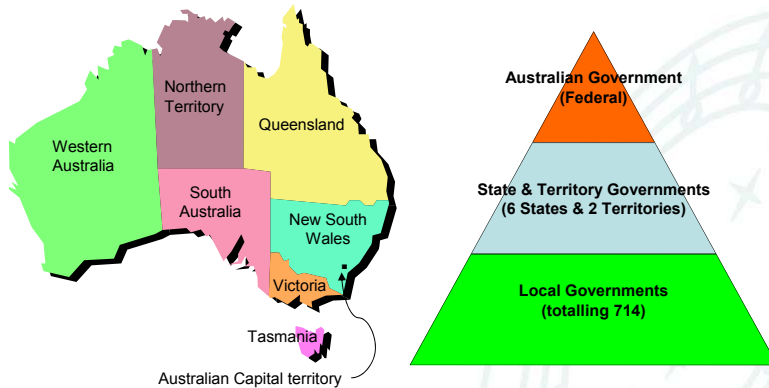 Northern
Territory
Queensland
Western
Australia
South
Australia
New South
Wales
Victoria
Tasmania
Australian Capital territory
Australian Government
(Federal)
State & Territory Governments
(6 States & 2 Territories)
Local Governments
(totalling 714)